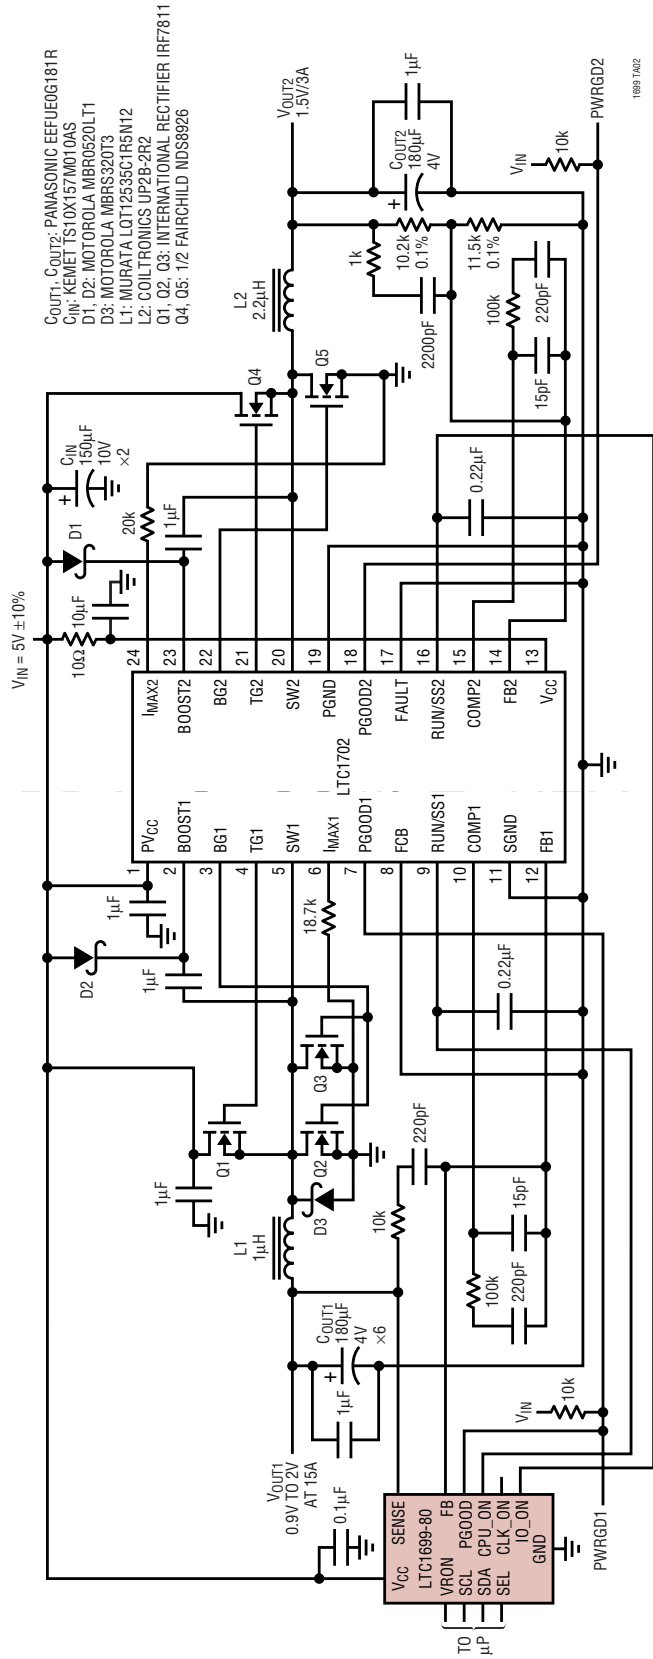 COUT1, COUT2: PANASONIC EEFUE0G181R
CIN: KEMET TS10X157M010AS
D1, D2: MOTOROLA MBR0520LT1
D3: MOTOROLA MBRS320T3
L1: MURATA LQT12535C1R5N12
L2: COILTRONICS UP2B-2R2
Q1, Q2, Q3: INTERNATIONAL RECTIFIER IRF7811
Q4, Q5: 1/2 FAIRCHILD NDS8926
VIN = 5V ±10%
10Ω
10µF
D1
CIN
150µF
10V
×2
+
20k
1µF
Q4
Q5
L2
2.2µH
VOUT2
1.5V/3A
1µF
COUT2
180µF
4V
+
1k
10.2k
0.1%
11.5k
0.1%
2200pF
100k
220pF
15pF
0.22µF
VIN
10k
PWRGD2
1699 TA02
24
IMAX2
23
BOOST2
22
BG2
21
TG2
20
SW2
19
PGND
18
PGOOD2
17
FAULT
16
RUN/SS2
15
COMP2
14
FB2
13
VCC
LTC1702
1
PVCC
2
BOOST1
3
BG1
4
TG1
5
SW1
6
IMAX1
7
PGOOD1
8
FCB
9
RUN/SS1
10
COMP1
11
SGND
12
FB1
1µF
D2
1µF
18.7k
0.22µF
Q3
Q1
Q2
D3
1µF
220pF
10k
15pF
100k
220pF
L1
1µH
COUT1
180µF
4V
×6
+
1µF
VOUT1
0.9V TO 2V
AT 15A
0.1µF
VIN
10k
PWRGD1
VCC
SENSE
LTC1699-80
VRON
FB
SCL
PGOOD
SDA
CPU_ON
SEL
CLK_ON
IO_ON
GND
TO
µP